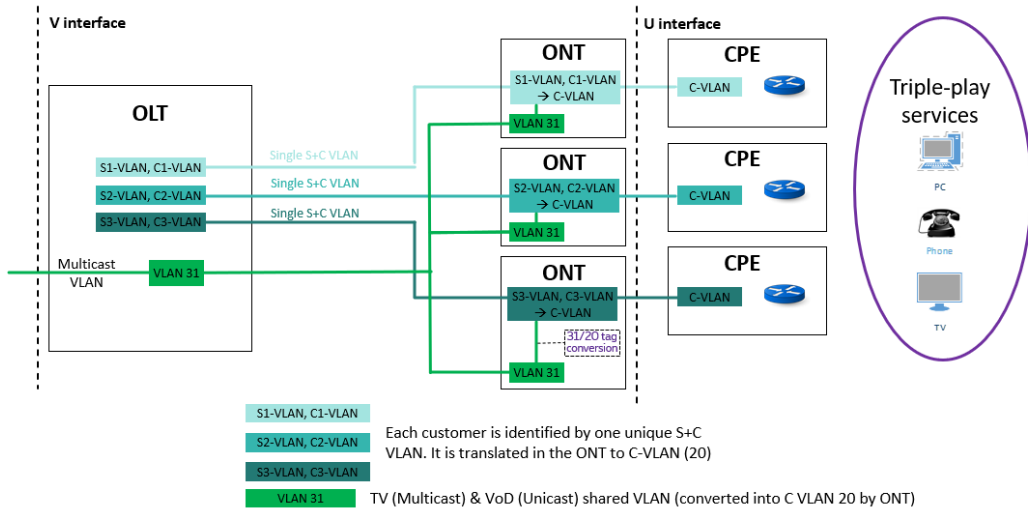 V interface
U interface
OLT
S1-VLAN, C1-VLAN
S2-VLAN, C2-VLAN
S3-VLAN, C3-VLAN
Multicast
VLAN
VLAN 31
Single S+C VLAN
Single S+C VLAN
Single S+C VLAN
ONT
S1-VLAN, C1-VLAN
→ C-VLAN
VLAN 31
ONT
S2-VLAN, C2-VLAN
→ C-VLAN
VLAN 31
ONT
S3-VLAN, C3-VLAN
→ C-VLAN
31/20 tag
conversion
VLAN 31
CPE
C-VLAN
CPE
C-VLAN
CPE
C-VLAN
Triple-play
services
PC
Phone
TV
S1-VLAN, C1-VLAN
S2-VLAN, C2-VLAN
S3-VLAN, C3-VLAN
Each customer is identified by one unique S+C
VLAN. It is translated in the ONT to C-VLAN (20)
VLAN 31
TV (Multicast) & VoD (Unicast) shared VLAN (converted into C VLAN 20 by ONT)